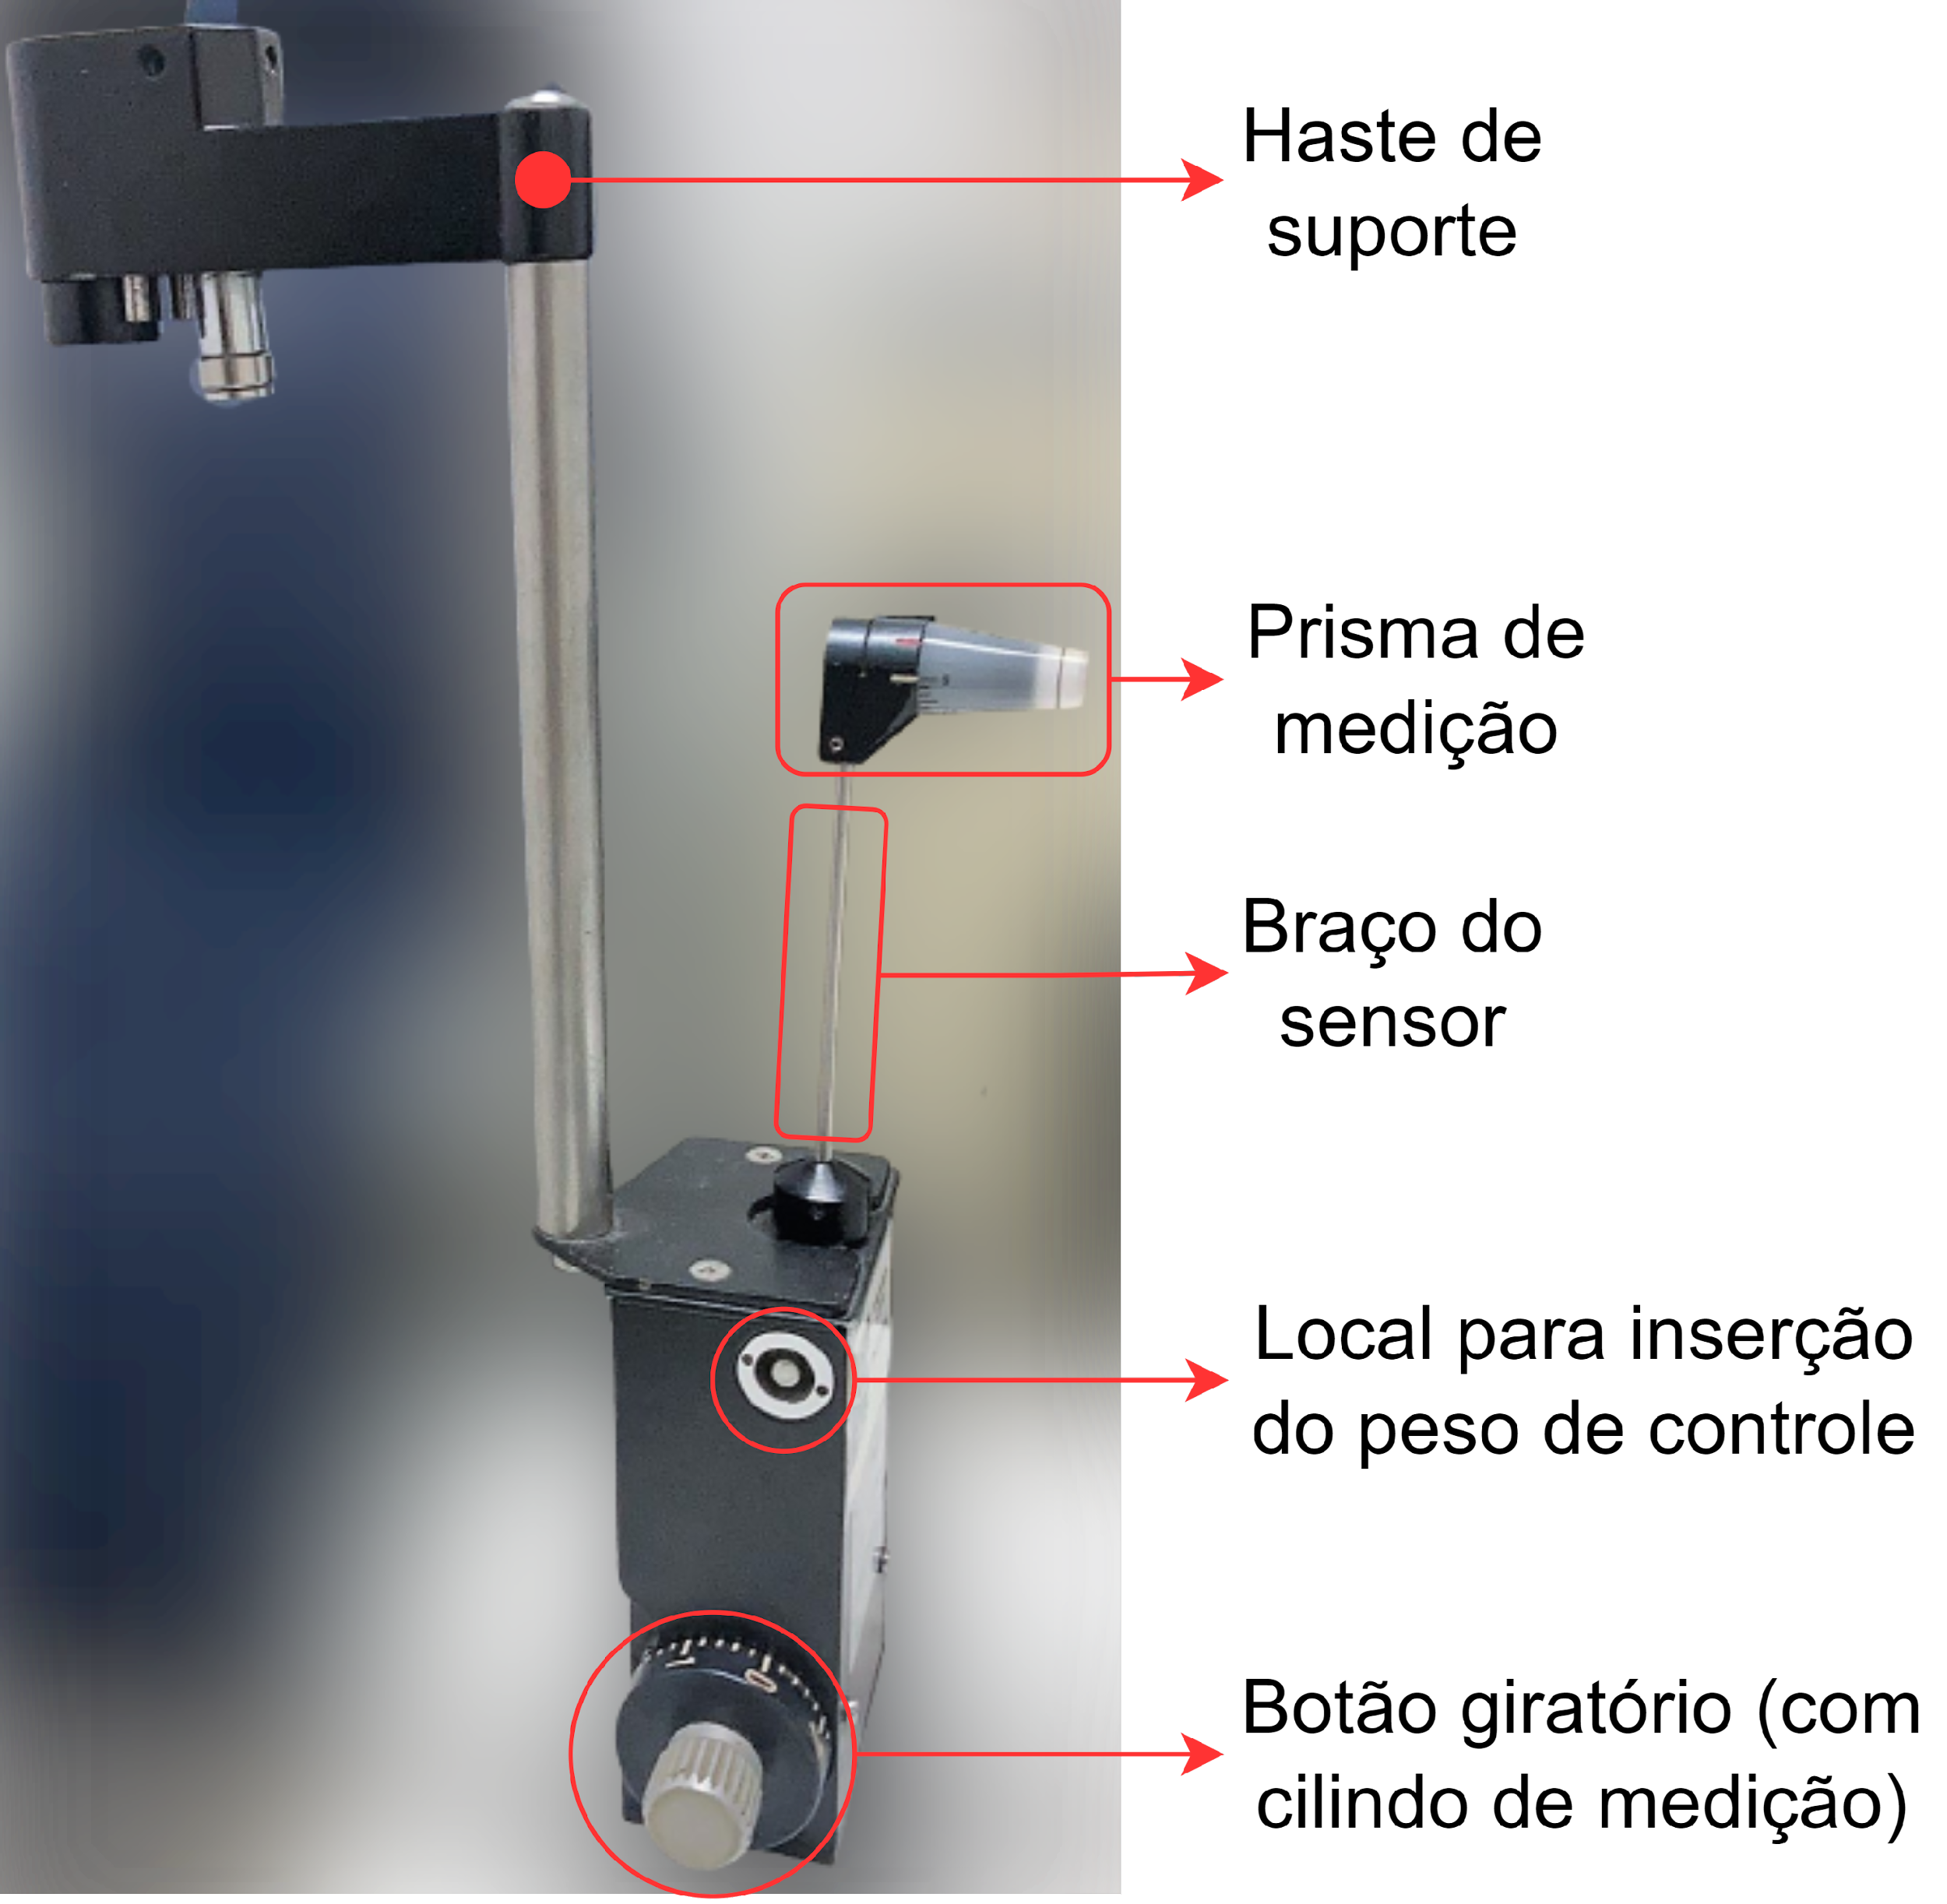 Haste de
suporte
Prisma de
medição
Braço do
sensor
Local para inserção
do peso de controle
Botão giratório (com
cilindo de medição)